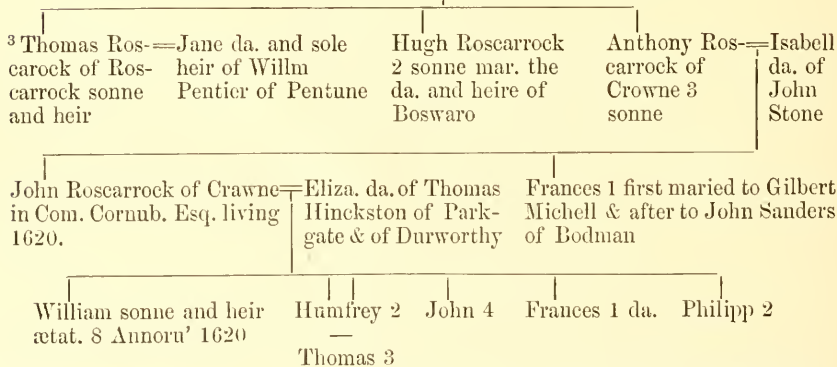 ³ Thomas Ros-
carock of Ros-
carrock sonne
and heir
Jane da. and sole
heir of Willm
Pentier of Pentune
Hugh Roscarrock
2 sonne mar. the
da. and heire of
Boswaro
Anthony Ros-
carrock of
Crowne 3
sonne
Isabell
da. of
John
Stone
John Roscarrock of Crawne
in Com. Cornub. Esq. living
1620.
Eliza. da. of Thomas
Hinckston of Park-
gate & of Durworthy
Frances 1 first maried to Gilbert
Michell & after to John Sanders
of Bodman
William sonne and heir
ætat. 8 Annoru' 1620
Humfrey 2
—
Thomas 3
John 4
Frances 1 da.
Philipp 2